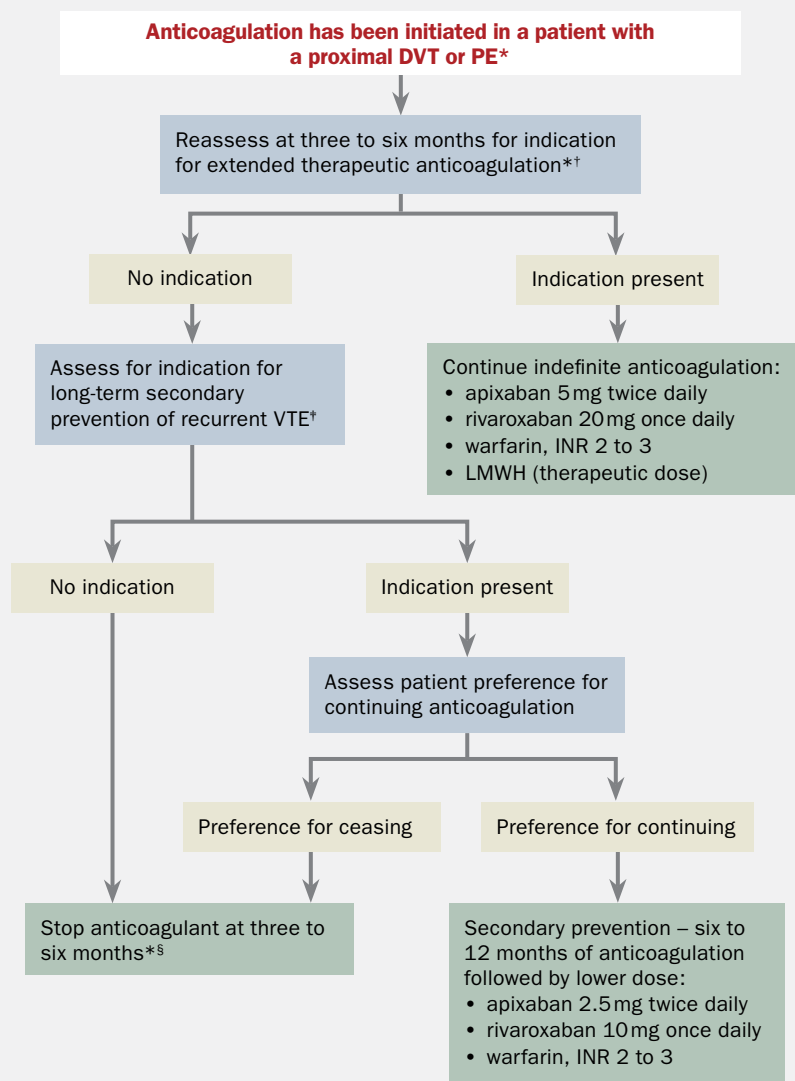 Anticoagulation has been initiated in a patient with
a proximal DVT or PE*
Reassess at three to six months for indication
for extended therapeutic anticoagulation*†
No indication
Indication present
Assess for indication for
long-term secondary
prevention of recurrent VTE‡
Continue indefinite anticoagulation:
• apixaban 5 mg twice daily
• rivaroxaban 20 mg once daily
• warfarin, INR 2 to 3
• LMWH (therapeutic dose)
No indication
Indication present
Assess patient preference for
continuing anticoagulation
Preference for ceasing
Preference for continuing
Stop anticoagulant at three to
six months*§
Secondary prevention – six to
12 months of anticoagulation
followed by lower dose:
• apixaban 2.5 mg twice daily
• rivaroxaban 10 mg once daily
• warfarin, INR 2 to 3